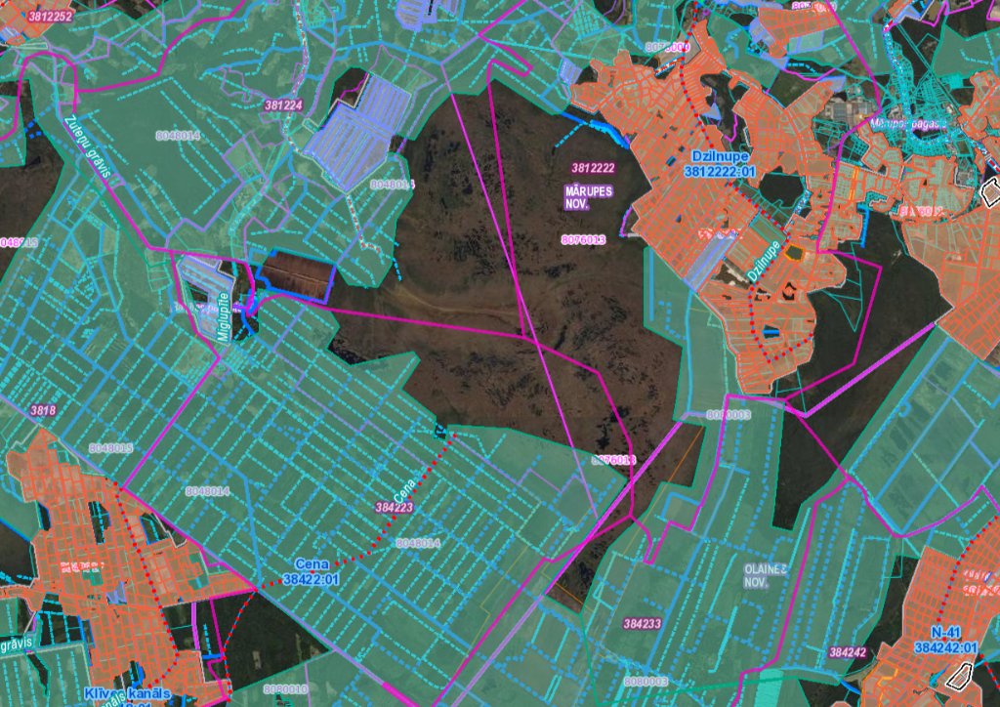 3812252
8076009
381224
Zuteņu grāvis
8048014
Mārupes pagasts
Dzilnupe
3812222:01
3812222
MĀRUPES
NOV.
8048014
8076013
Dzilnupe
Miglupīte
3818
8080003
8048015
8076013
8048014
Cena
384223
8048014
Cena
38422:01
OLAINES
NOV.
384233
N-41
384242:01
384242
grāvis
8080003
8080010
Klīves kanāls